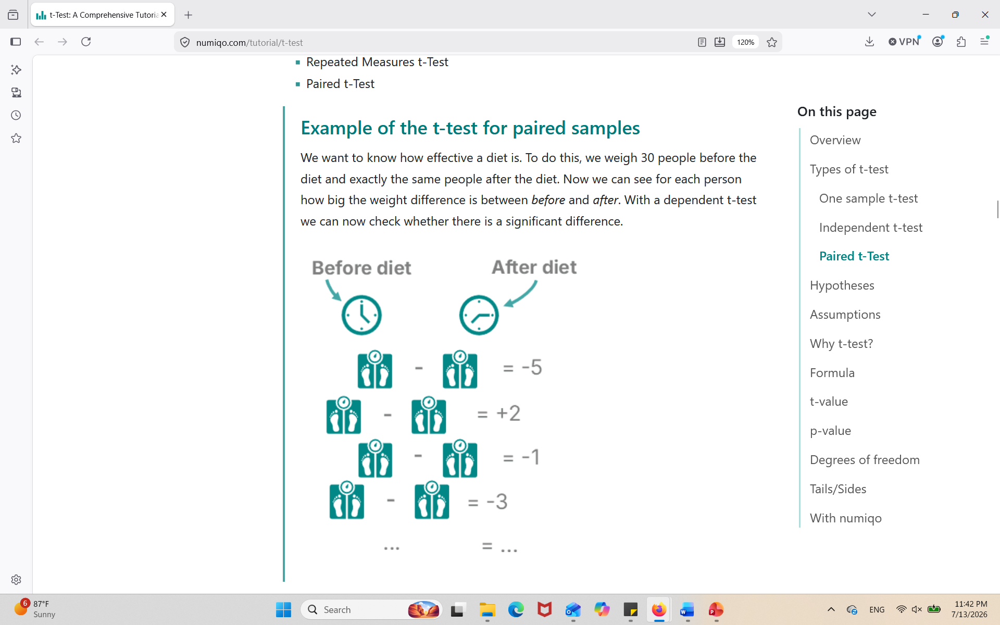 t-Test: A Comprehensive Tutoria
numiqo.com/tutorial/t-test
120%
VPN
Repeated Measures t-Test
Paired t-Test
Example of the t-test for paired samples
We want to know how effective a diet is. To do this, we weigh 30 people before the
diet and exactly the same people after the diet. Now we can see for each person
how big the weight difference is between before and after. With a dependent t-test
we can now check whether there is a significant difference.
Before diet After diet
- = -5
- = +2
- = -1
- = -3
... = ...
On this page
Overview
Types of t-test
One sample t-test
Independent t-test
Paired t-Test
Hypotheses
Assumptions
Why t-test?
Formula
t-value
p-value
Degrees of freedom
Tails/Sides
With numiqo
6
87°F
Sunny
Search
ENG
11:42 PM
7/13/2026